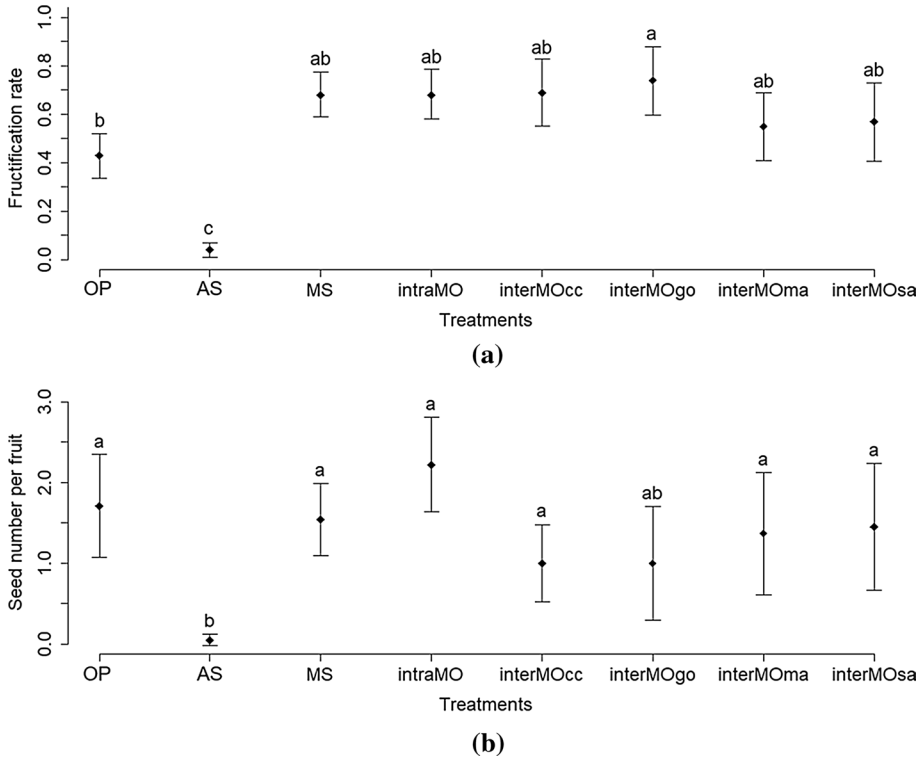 Fructification rate
1.0
0.8
0.6
0.4
0.2
0.0
b
c
ab
ab
ab
a
ab
ab
OP AS MS intraMO interMOcc interMOgo interMOma interMOsa
Treatments
(a)
Seed number per fruit
3.0
2.0
1.0
0.0
a
b
a
a
a
ab
a
a
OP AS MS intraMO interMOcc interMOgo interMOma interMOsa
Treatments
(b)